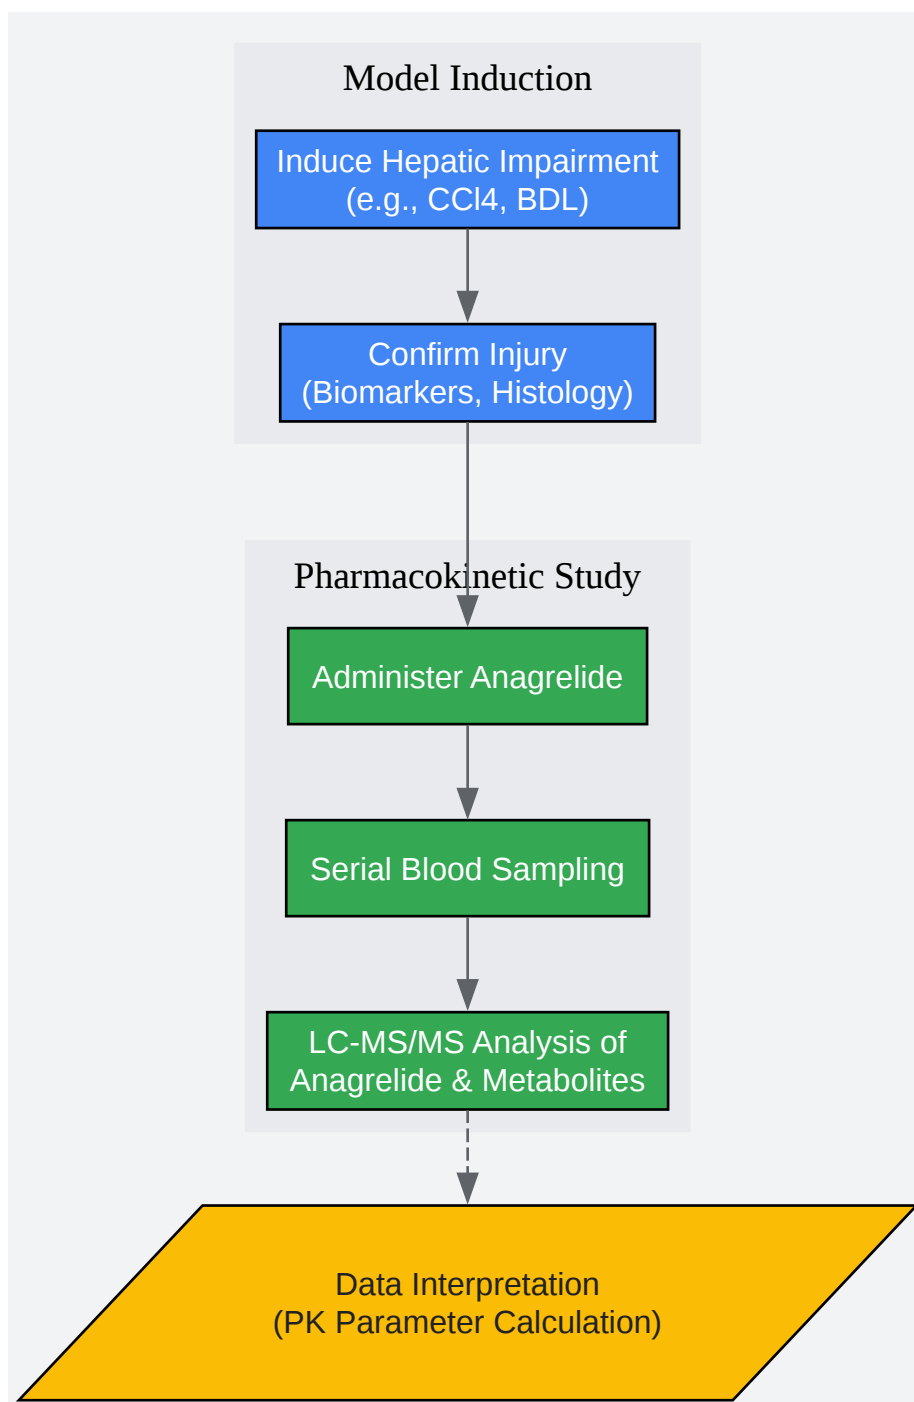 Model Induction
Induce Hepatic Impairment
(e.g., CCl4, BDL)
Confirm Injury
(Biomarkers, Histology)
Pharmacokinetic Study
Administer Anagrelide
Serial Blood Sampling
LC-MS/MS Analysis of
Anagrelide & Metabolites
Data Interpretation
(PK Parameter Calculation)